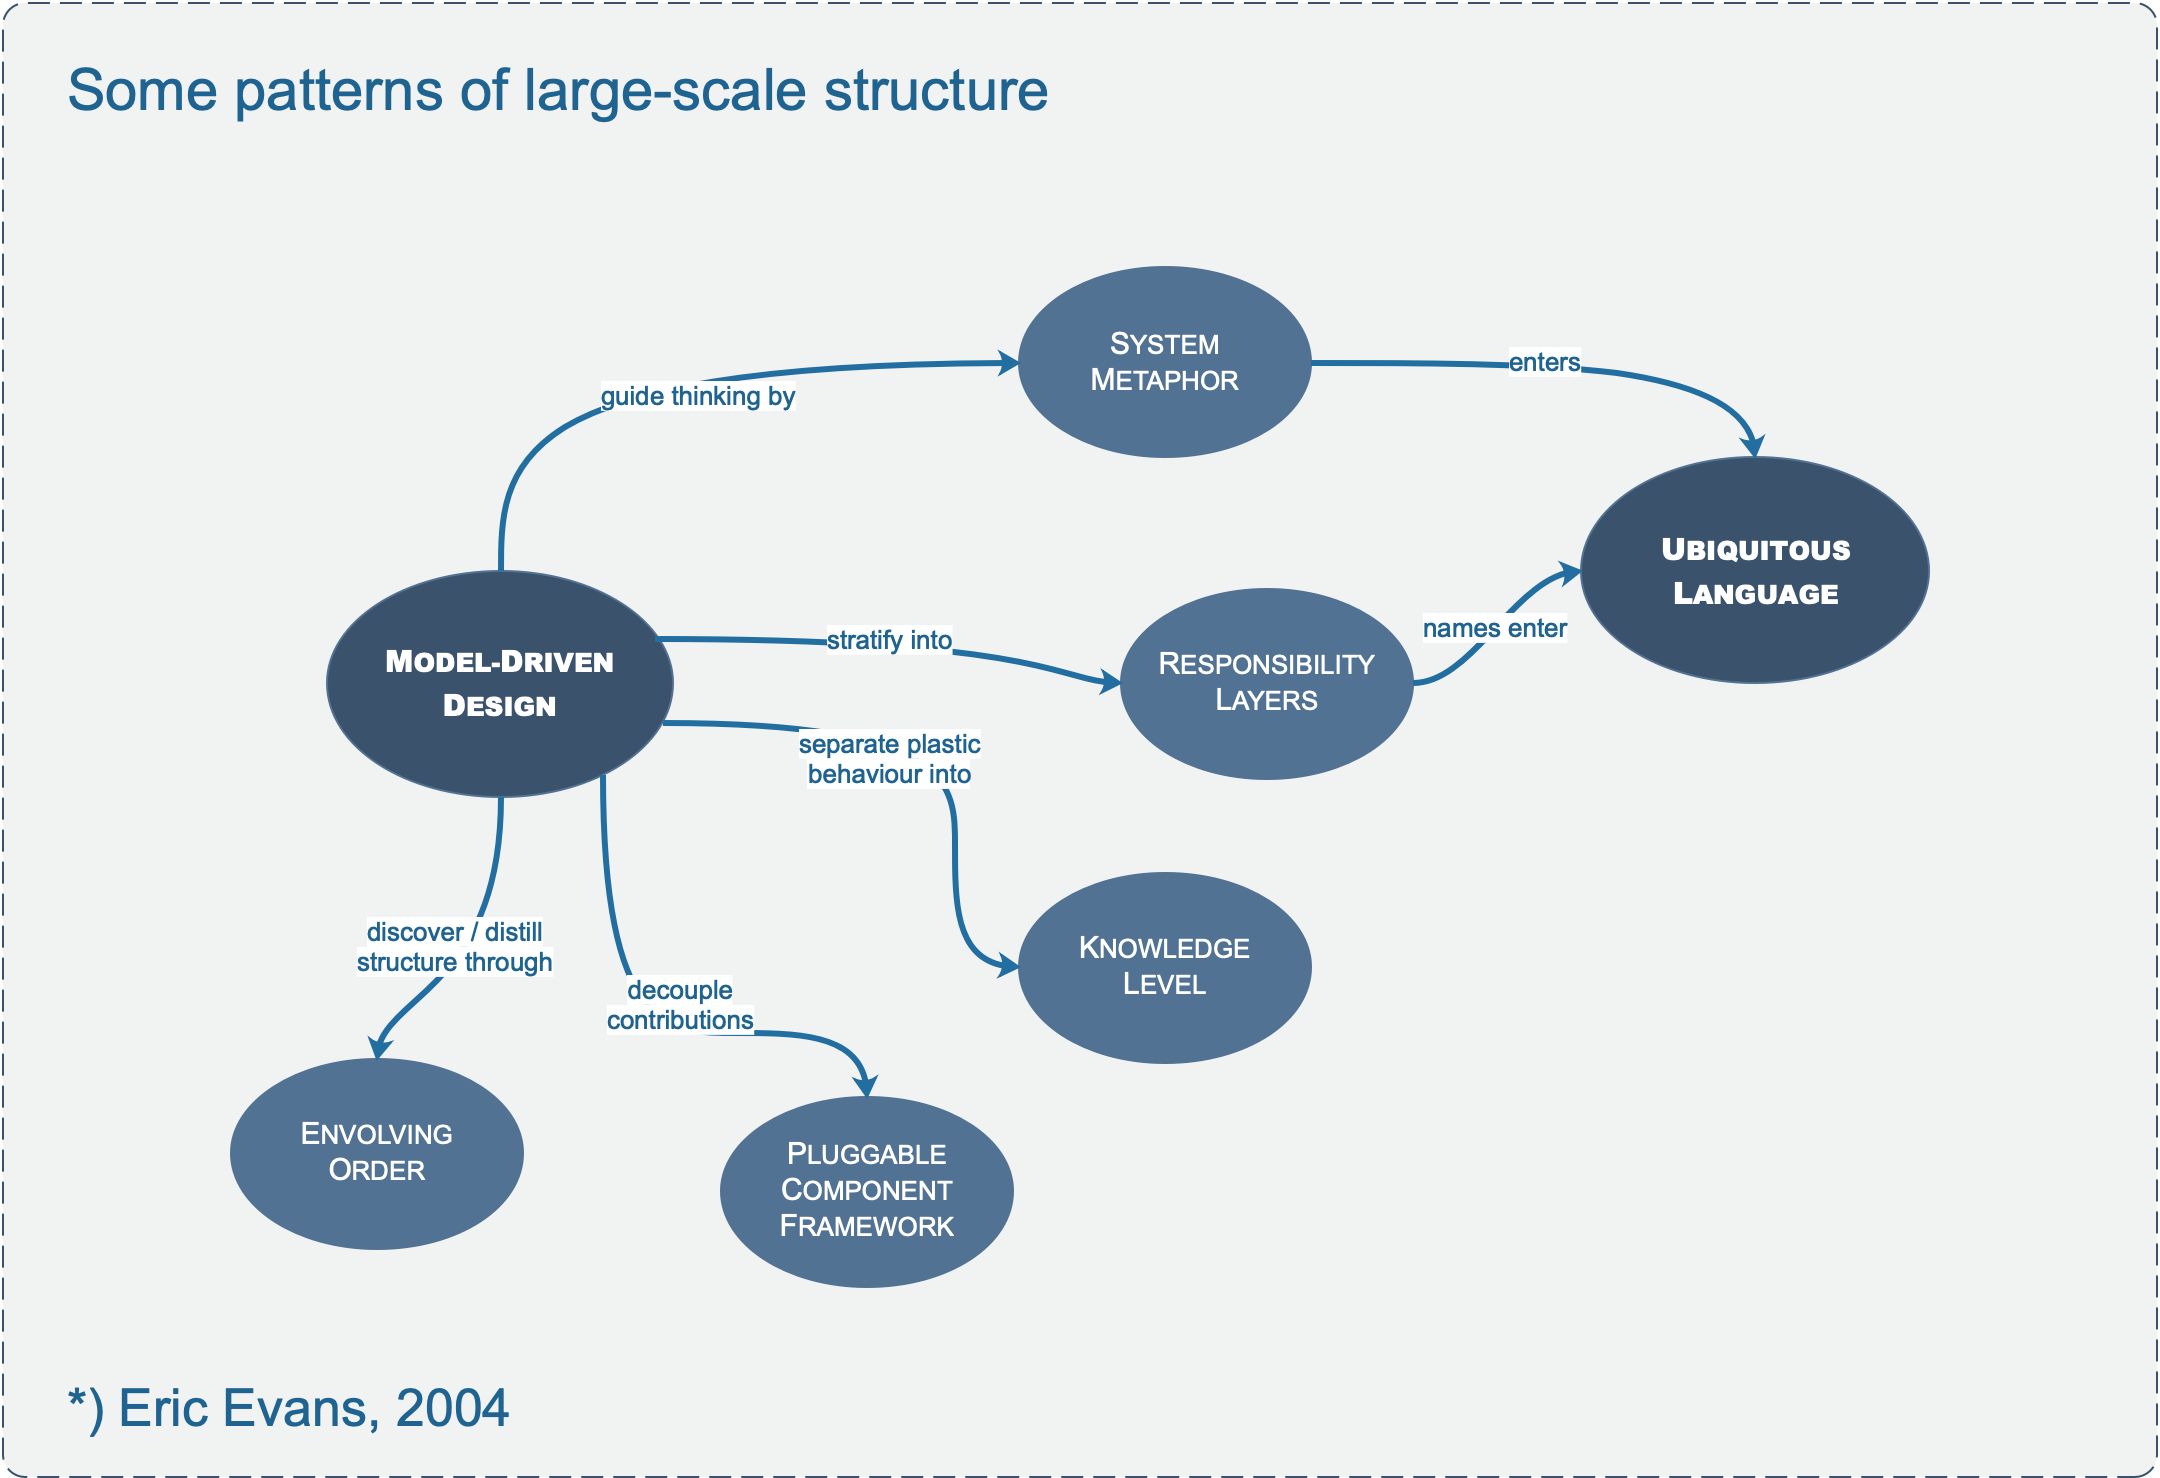 Some patterns of large-scale structure
SYSTEM
METAPHOR
enters
guide thinking by
UBIQUITOUS
LANGUAGE
MODEL-DRIVEN
DESIGN
stratify into
RESPONSIBILITY
LAYERS
names enter
separate plastic
behaviour into
KNOWLEDGE
LEVEL
discover / distill
structure through
decouple
contributions
ENVOLVING
ORDER
PLUGGABLE
COMPONENT
FRAMEWORK
*) Eric Evans, 2004